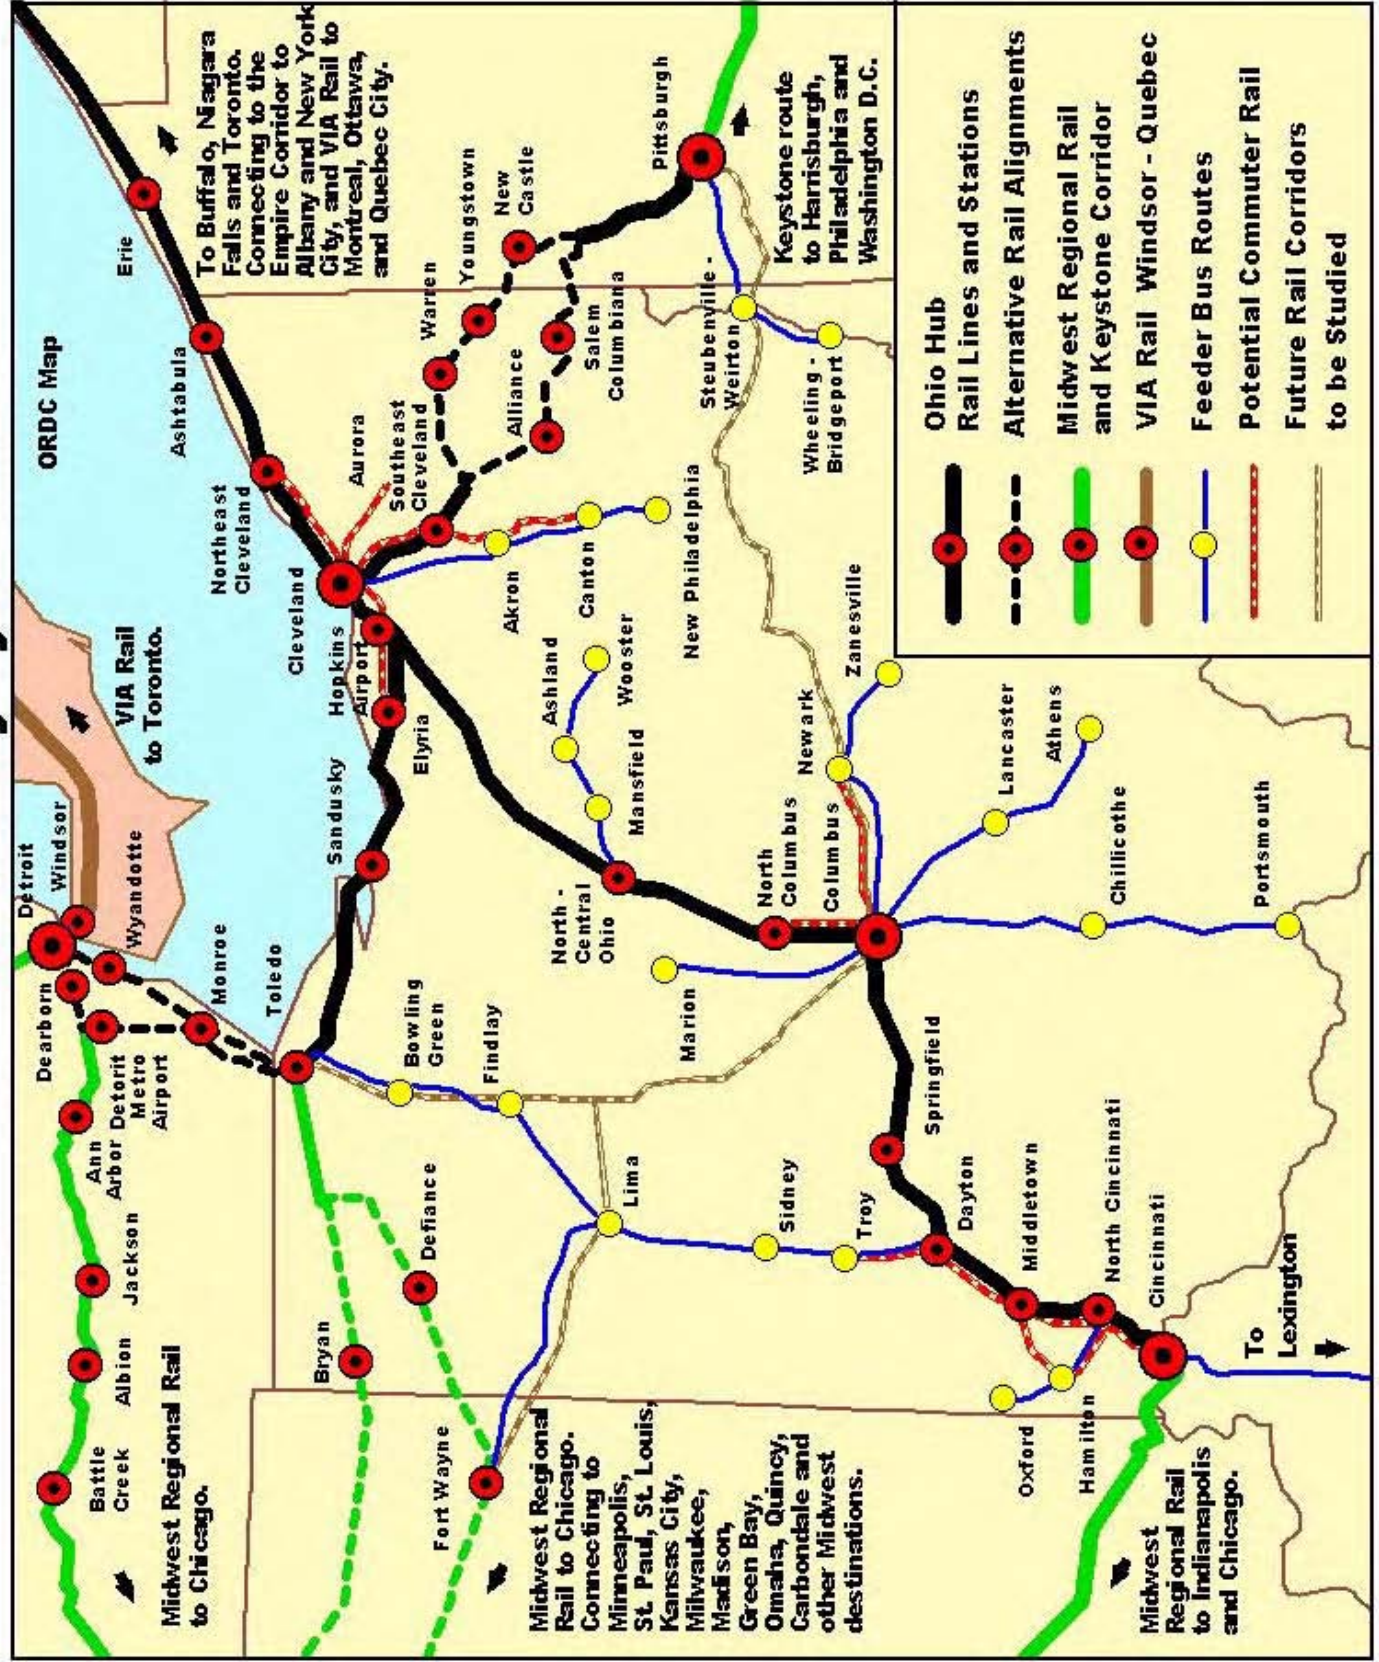 ORDC Map
Detroit
Windsor
VIA Rail
to Toronto.
Wyandotte
Dearborn
Monroe
Detorit
Metro
Airport
Ann
Arbor
Jackson
Albion
Battle
Creek
Midwest Regional Rail
to Chicago.
Toledo
Sandusky
Elyria
Hopkins
Airport
Cleveland
Northeast
Cleveland
Ashtabula
Erie
To Buffalo, Niagara
Falls and Toronto.
Connecting to the
Empire Corridor to
Albany and New York
City, and VIA Rail to
Montreal, Ottawa,
and Quebec City.
Aurora
Southeast
Cleveland
Warren
Youngstown
New
Castle
Alliance
Salem
Columbiana
Pittsburgh
Keystone route
to Harrisburgh,
Philadelphia and
Washington D.C.
Steubenville -
Weirton
Wheeling -
Bridgeport
Akron
Canton
New Philadelphia
Ashland
Wooster
Mansfield
North -
Central
Ohio
Bryan
Defiance
Fort Wayne
Bowling
Green
Findlay
Lima
Marion
North
Columbus
Columbus
Newark
Zanesville
Lancaster
Athens
Chillicothe
Portsmouth
Sidney
Troy
Springfield
Dayton
Middletown
North Cincinnati
Cincinnati
Oxford
Hamilton
To
Lexington
Midwest Regional
Rail to Chicago.
Connecting to
Minneapolis,
St. Paul, St. Louis,
Kansas City,
Milwaukee,
Madison,
Green Bay,
Omaha, Quincy,
Carbondale and
other Midwest
destinations.
Midwest
Regional Rail
to Indianapolis
and Chicago.
Ohio Hub
Rail Lines and Stations
Alternative Rail Alignments
Midwest Regional Rail
and Keystone Corridor
VIA Rail Windsor - Quebec
Feeder Bus Routes
Potential Commuter Rail
Future Rail Corridors
to be Studied